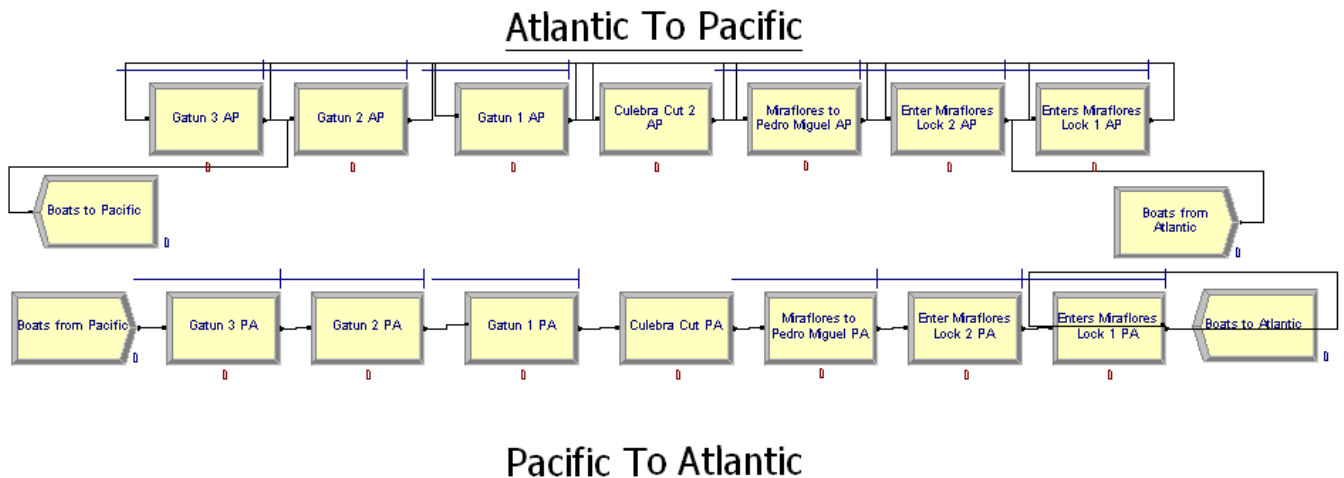 Atlantic To Pacific
Gatun 3 AP
Gatun 2 AP
Gatun 1 AP
Culebra Cut 2
AP
Miraflores to
Pedro Miguel AP
Enter Miraflores
Lock 2 AP
Enters Miraflores
Lock 1 AP
D
D
D
D
D
D
D
Boats to Pacific
D
Boats from
Atlantic
D
Boats from Pacific
D
Gatun 3 PA
Gatun 2 PA
Gatun 1 PA
Culebra Cut PA
Miraflores to
Pedro Miguel PA
Enter Miraflores
Lock 2 PA
Enters Miraflores
Lock 1 PA
Boats to Atlantic
D
D
D
D
D
D
D
D
Pacific To Atlantic